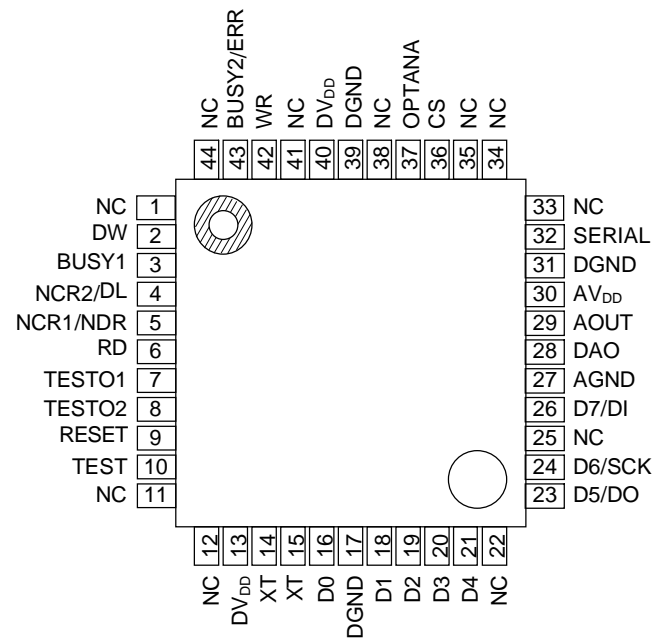 NC 44
BUSY2/ERR 43
WR 42
NC 41
DVDD 40
DGND 39
NC 38
OPTANA 37
CS 36
NC 35
NC 34
NC 1
DW 2
BUSY1 3
NCR2/DL 4
NCR1/NDR 5
RD 6
TESTO1 7
TESTO2 8
RESET 9
TEST 10
NC 11
33 NC
32 SERIAL
31 DGND
30 AVDD
29 AOUT
28 DAO
27 AGND
26 D7/DI
25 NC
24 D6/SCK
23 D5/DO
12 NC
13 DVDD
14 XT
15 XT
16 D0
17 DGND
18 D1
19 D2
20 D3
21 D4
22 NC